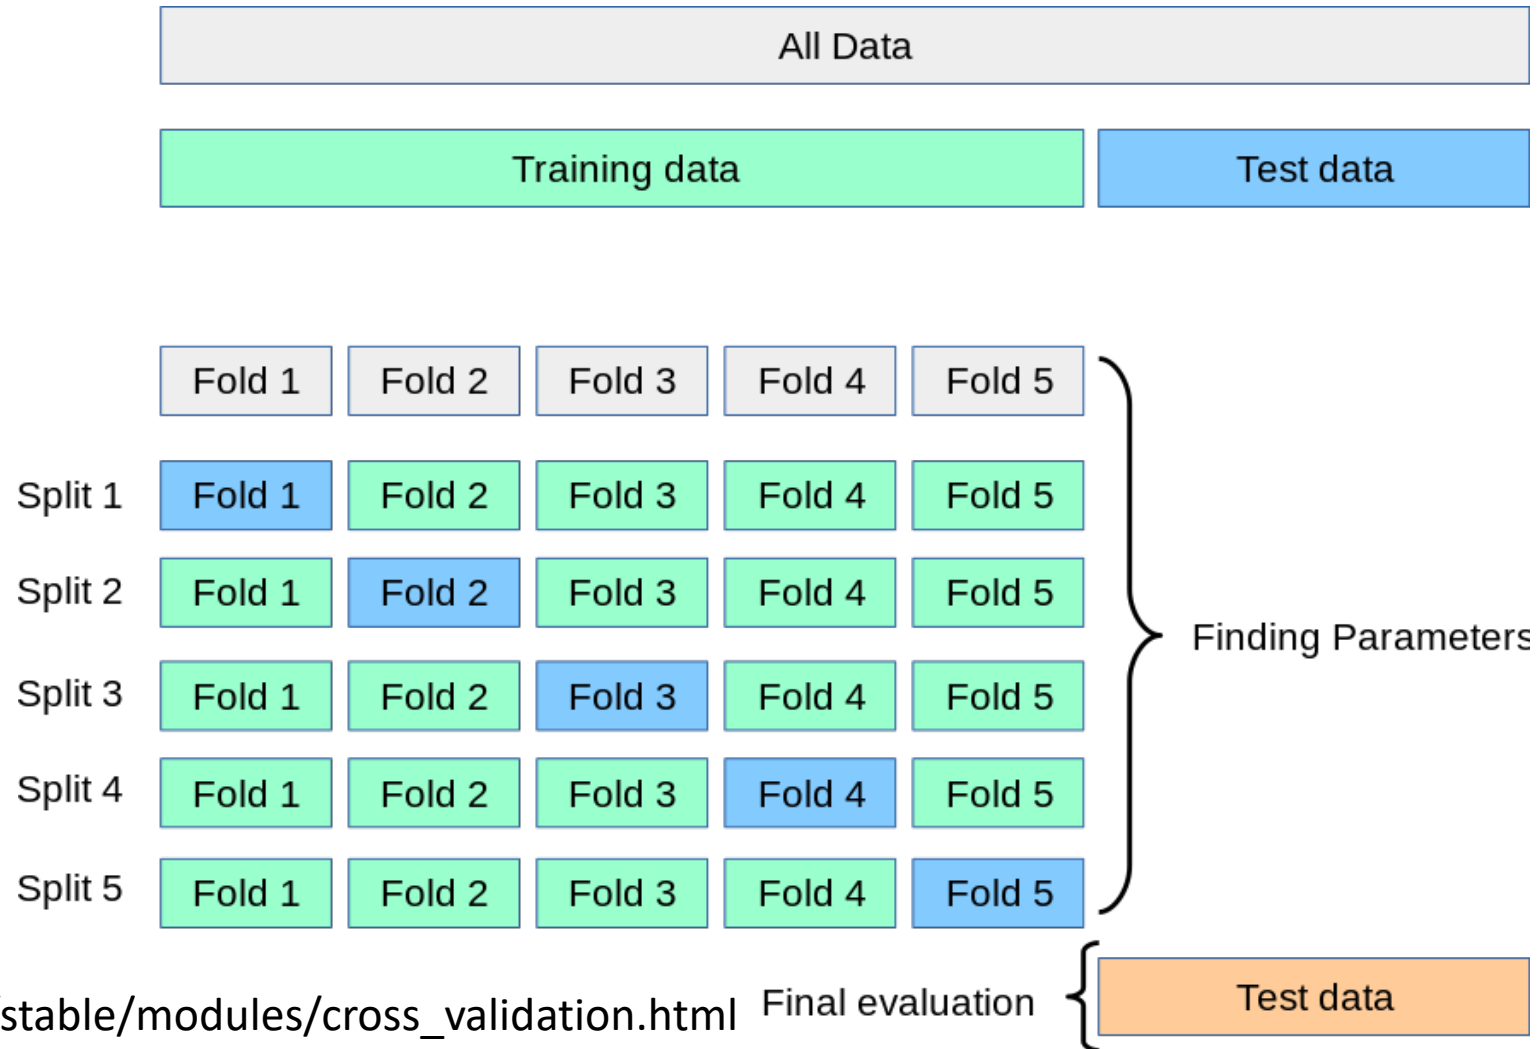 All Data
Training data Test data
Fold 1 Fold 2 Fold 3 Fold 4 Fold 5
Split 1 Fold 1 Fold 2 Fold 3 Fold 4 Fold 5
Split 2 Fold 1 Fold 2 Fold 3 Fold 4 Fold 5
Finding Parameters
Split 3 Fold 1 Fold 2 Fold 3 Fold 4 Fold 5
Split 4 Fold 1 Fold 2 Fold 3 Fold 4 Fold 5
Split 5 Fold 1 Fold 2 Fold 3 Fold 4 Fold 5
stable/modules/cross_validation.html Final evaluation Test data